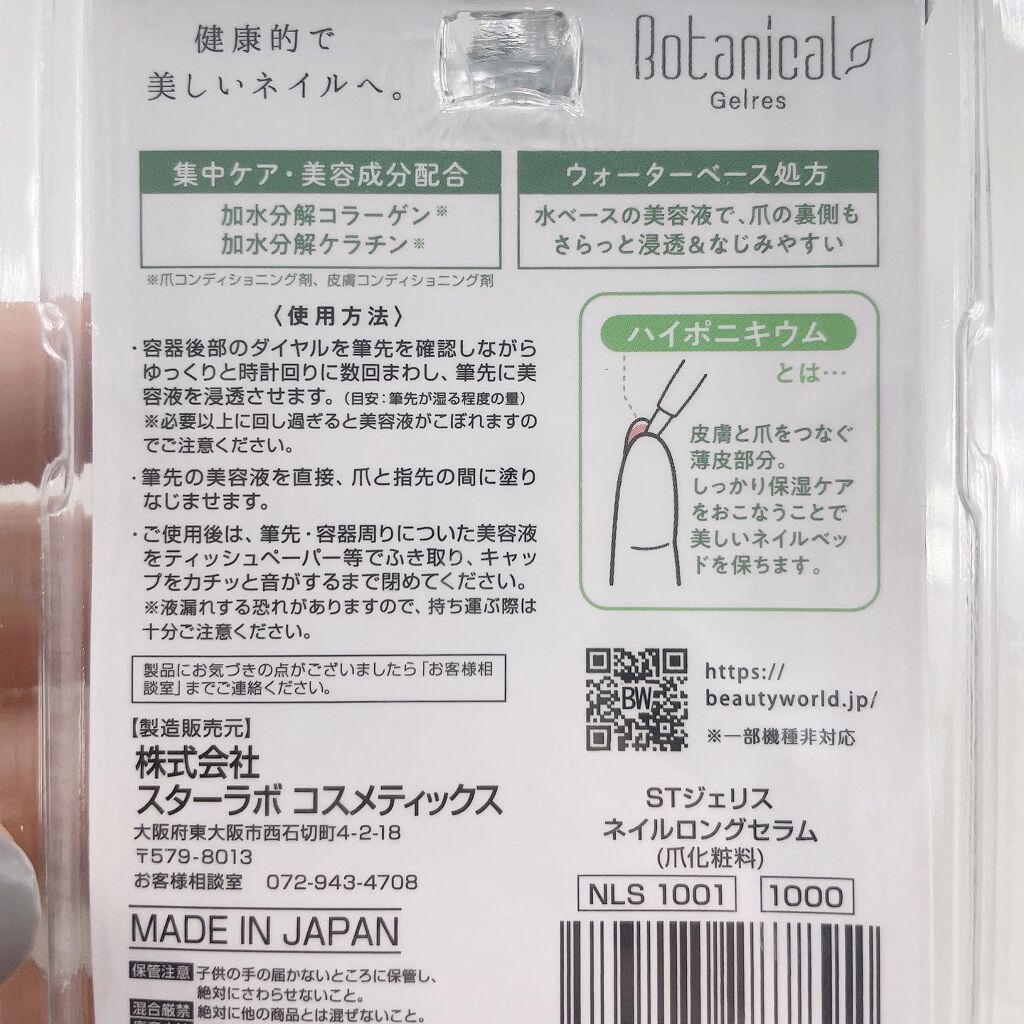 健康的で
美しいネイルへ。
Botanical
Gelres
集中ケア・美容成分配合
加水分解コラーゲン※
加水分解ケラチン※
※爪コンディショニング剤、皮膚コンディショニング剤
ウォーターベース処方
水ベースの美容液で、爪の裏側も
さらっと浸透&なじみやすい
〈使用方法〉
・容器後部のダイヤルを筆先を確認しながら
ゆっくりと時計回りに数回まわし、筆先に美
容液を浸透させます。(目安:筆先が湿る程度の量)
※必要以上に回し過ぎると美容液がこぼれますの
でご注意ください。
・筆先の美容液を直接、爪と指先の間に塗り
なじませます。
・ご使用後は、筆先・容器周りについた美容液
をティッシュペーパー等でふき取り、キャッ
プをカチッと音がするまで閉めてください。
※液漏れする恐れがありますので、持ち運ぶ際は
十分ご注意ください。
ハイポニキウム
とは…
皮膚と爪をつなぐ
薄皮部分。
しっかり保湿ケア
をおこなうことで
美しいネイルベッ
ドを保ちます。
製品にお気づきの点がございましたら「お客様相
談室」までご連絡ください。
BW
https://
beautyworld.jp/
※一部機種非対応
【製造販売元】
株式会社
スターラボ コスメティックス
大阪府東大阪市西石切町4-2-18
〒579-8013
お客様相談室 072-943-4708
STジェリス
ネイルロングセラム
(爪化粧料)
NLS 1001 1000
MADE IN JAPAN
保管注意 子供の手の届かないところに保管し、
絶対にさわらせないこと。
混合厳禁 絶対に他の商品とは混ぜないこと。